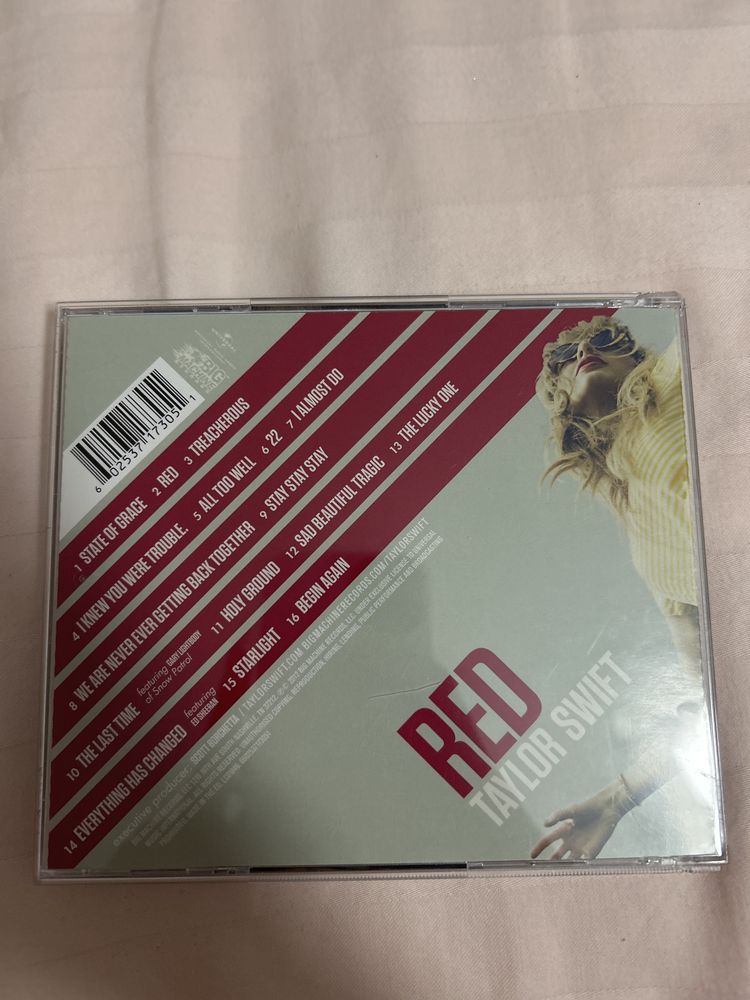 BIG MACHINE RECORDS
6 02537 17305 1
1 STATE OF GRACE 2 RED 3 TREACHEROUS
4 I KNEW YOU WERE TROUBLE. 5 ALL TOO WELL 6 22 7 I ALMOST DO
8 WE ARE NEVER EVER GETTING BACK TOGETHER 9 STAY STAY STAY
10 THE LAST TIME featuring GARY LIGHTBODY of Snow Patrol 11 HOLY GROUND 12 SAD BEAUTIFUL TRAGIC 13 THE LUCKY ONE
14 EVERYTHING HAS CHANGED featuring ED SHEERAN 15 STARLIGHT 16 BEGIN AGAIN
executive producer: SCOTT BORCHETTA / TAYLORSWIFT.COM BIGMACHINERECORDS.COM/TAYLORSWIFT
RED
TAYLOR SWIFT